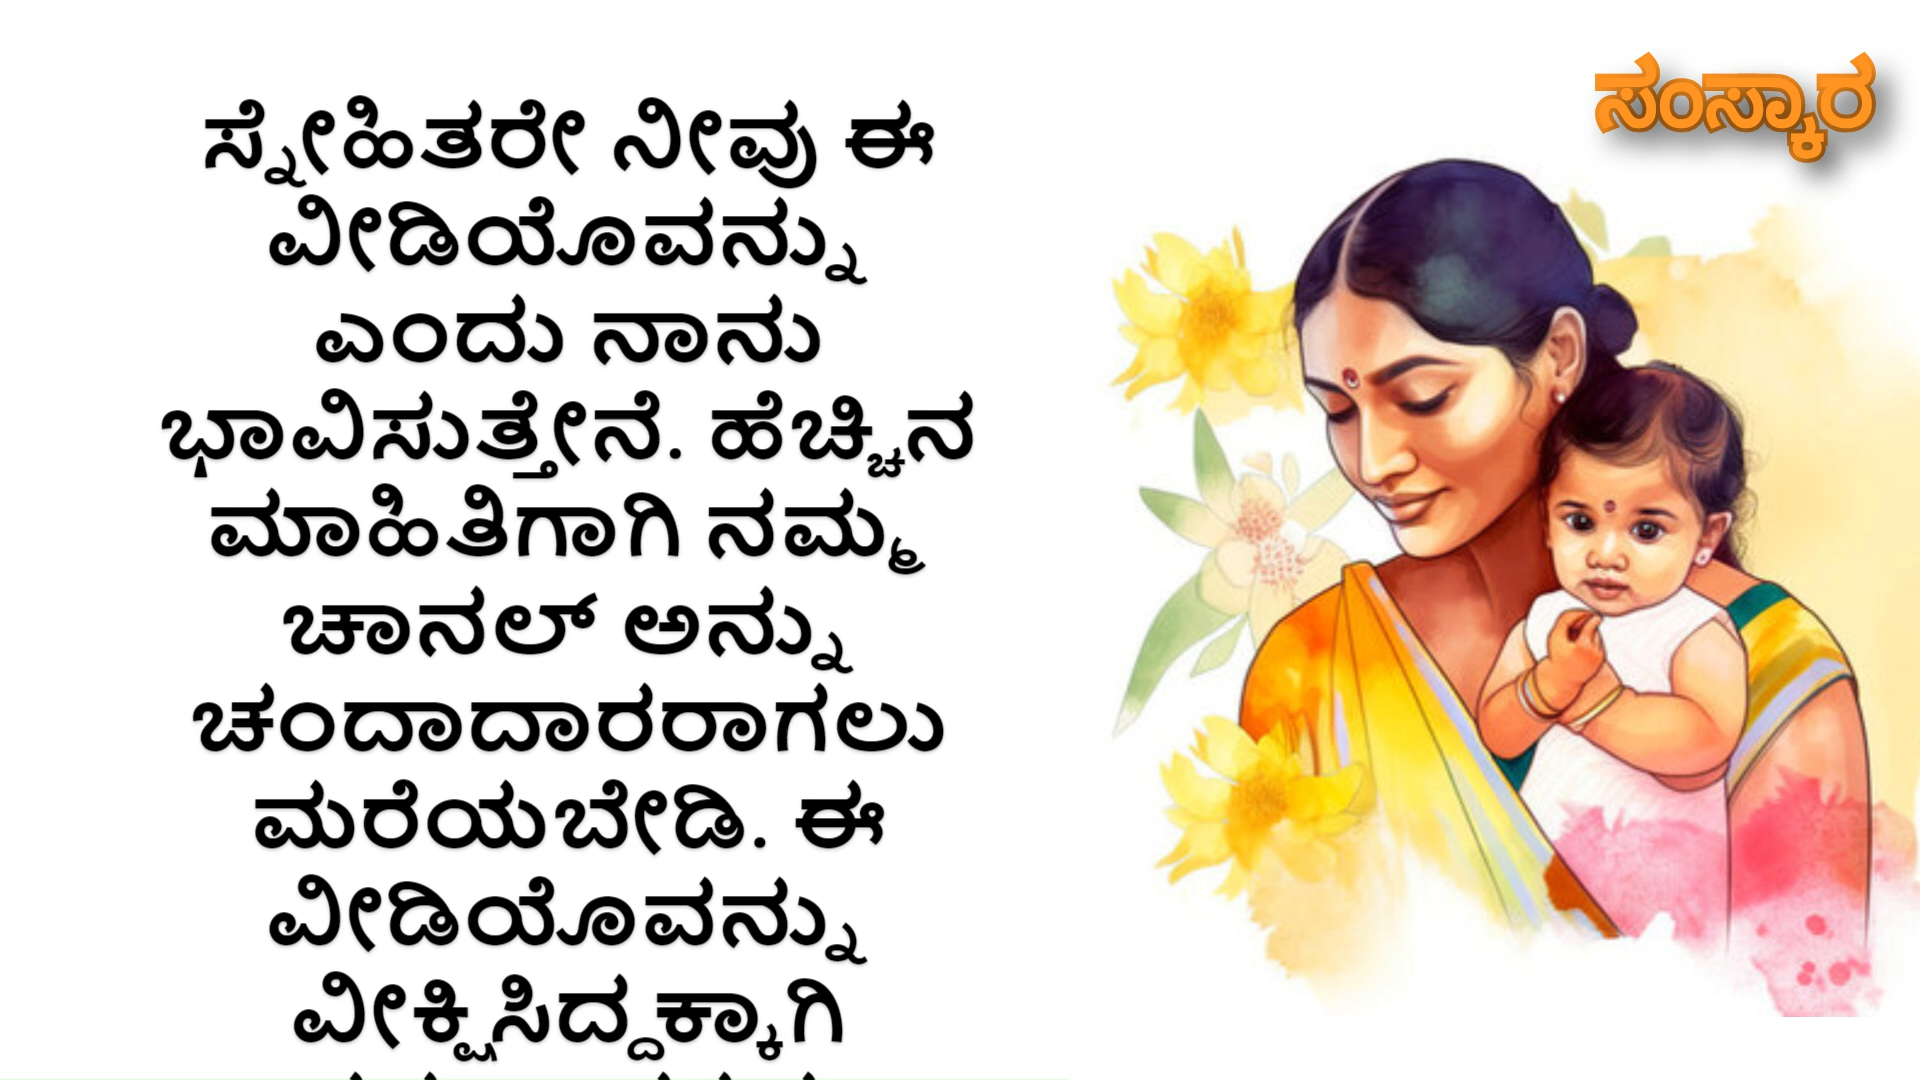 ಸಂಸ್ಕಾರ
ಸ್ನೇಹಿತರೇ ನೀವು ಈ
ವೀಡಿಯೊವನ್ನು
ಎಂದು ನಾನು
ಭಾವಿಸುತ್ತೇನೆ. ಹೆಚ್ಚಿನ
ಮಾಹಿತಿಗಾಗಿ ನಮ್ಮ
ಚಾನಲ್ ಅನ್ನು
ಚಂದಾದಾರರಾಗಲು
ಮರೆಯಬೇಡಿ. ಈ
ವೀಡಿಯೊವನ್ನು
ವೀಕ್ಷಿಸಿದ್ದಕ್ಕಾಗಿ